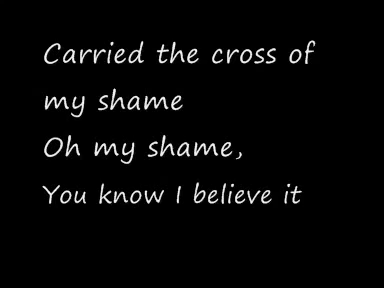 Carried the cross of
my shame
Oh my shame,
You know I believe it